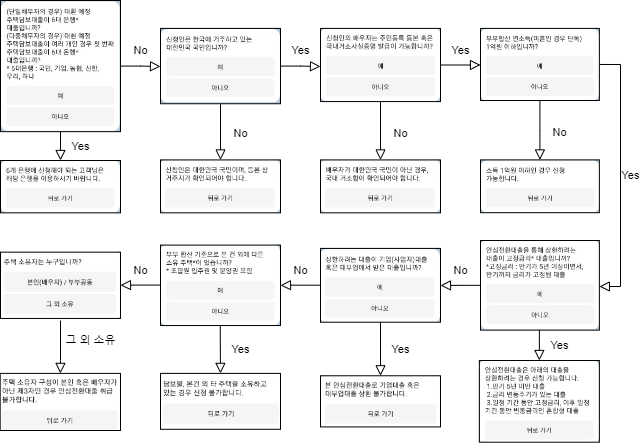 (단일채무자의 경우) 대환 예정
주택담보대출이 6대 은행*
대출입니까?
(다중채무자의 경우) 대환 예정
주택담보대출이 여러 개인 경우 첫 번째
주택담보대출이 6대 은행*
대출입니까?
* 6대은행 : 국민, 기업, 농협, 신한,
우리, 하나
예
아니오
No
신청인은 한국에 거주하고 있는
대한민국 국민입니까?
예
아니오
Yes
신청인의 배우자는 주민등록 등본 혹은
국내거소사실증명 발급이 가능합니까?
예
아니오
Yes
부부합산 연소득(미혼인 경우 단독)
1억원 이하입니까?
예
아니오
Yes
6개 은행에 신청해야 되는 고객님은
해당 은행을 이용하시기 바랍니다.
뒤로 가기
No
신청인은 대한민국 국민이며, 등본 상
거주지가 확인되어야 합니다.
뒤로 가기
No
배우자가 대한민국 국민이 아닌 경우,
국내 거소함이 확인되어야 합니다.
뒤로 가기
No
소득 1억원 이하인 경우 신청
가능합니다.
뒤로 가기
Yes
안심전환대출을 통해 상환하려는
대출이 고정금리* 대출입니까?
*고정금리 : 만기가 5년 이상이면서,
만기까지 금리가 고정된 대출
예
아니오
No
상환하려는 대출이 기업(사업자)대출
혹은 대부업에서 받은 대출입니까?
예
아니오
No
부부 합산 기준으로 본 건 외에 다른
소유 주택*이 있습니까?
* 조합원 입주권 및 분양권 포함
예
아니오
No
주택 소유자는 누구입니까?
본인(배우자) / 부부공동
그 외 소유
Yes
안심전환대출은 아래의 대출을
상환하려는 경우 신청 가능합니다.
1.만기 5년 미만 대출
2.금리 변동주기가 있는 대출
3.일정 기간 동안 고정금리, 이후 일정
기간 동안 변동금리인 혼합형 대출
뒤로 가기
Yes
본 안심전환대출로 기업대출 혹은
대부업대출 상환 불가합니다.
뒤로 가기
Yes
담보물, 본건 외 타 주택을 소유하고
있는 경우 신청 불가합니다.
뒤로 가기
그 외 소유
주택 소유자 구성이 본인 혹은 배우자가
아닌 제3자인 경우 안심전환대출 취급
불가합니다.
뒤로 가기